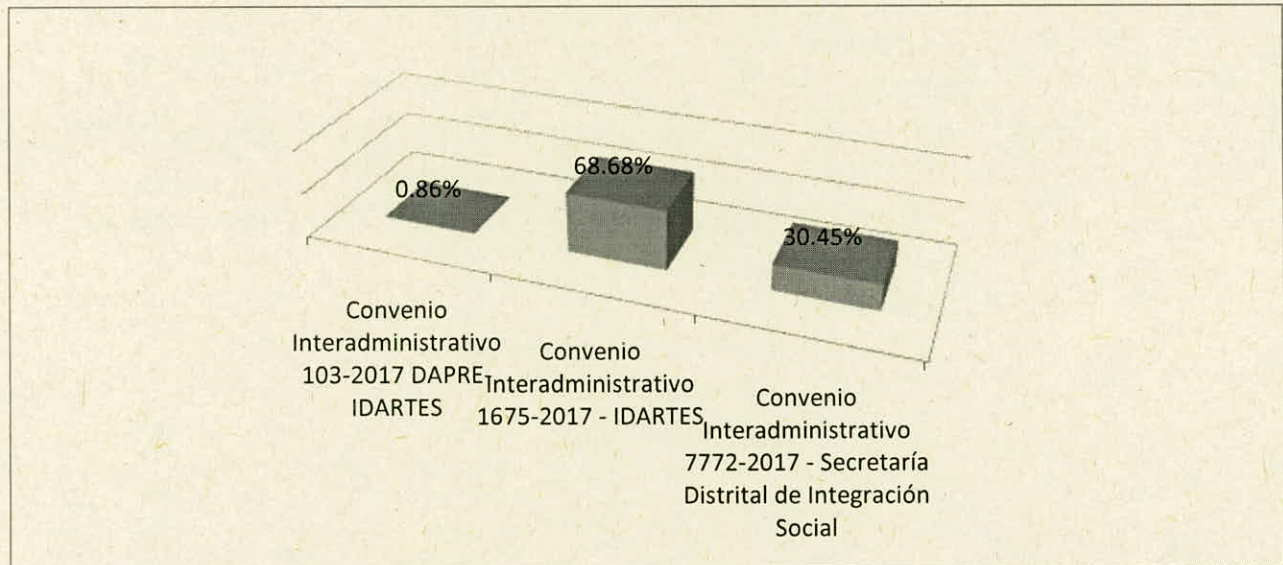 0.86%
68.68%
30.45%
Convenio
Interadministrativo
103-2017 DAPRE
IDARTES
Convenio
Interadministrativo
1675-2017 - IDARTES
Convenio
Interadministrativo
7772-2017 - Secretaría
Distrital de Integración
Social